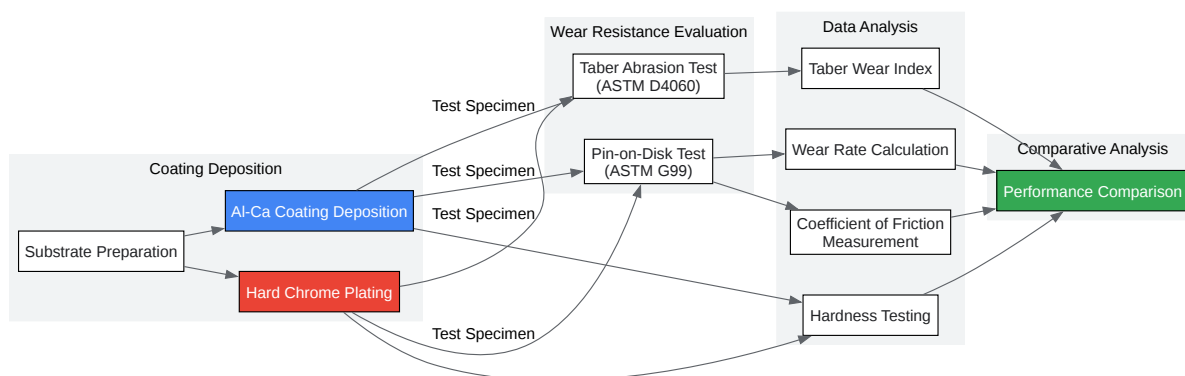 Coating Deposition
Substrate Preparation
Al-Ca Coating Deposition
Hard Chrome Plating
Test Specimen
Test Specimen
Test Specimen
Test Specimen
Wear Resistance Evaluation
Taber Abrasion Test
(ASTM D4060)
Pin-on-Disk Test
(ASTM G99)
Data Analysis
Taber Wear Index
Wear Rate Calculation
Coefficient of Friction
Measurement
Hardness Testing
Comparative Analysis
Performance Comparison